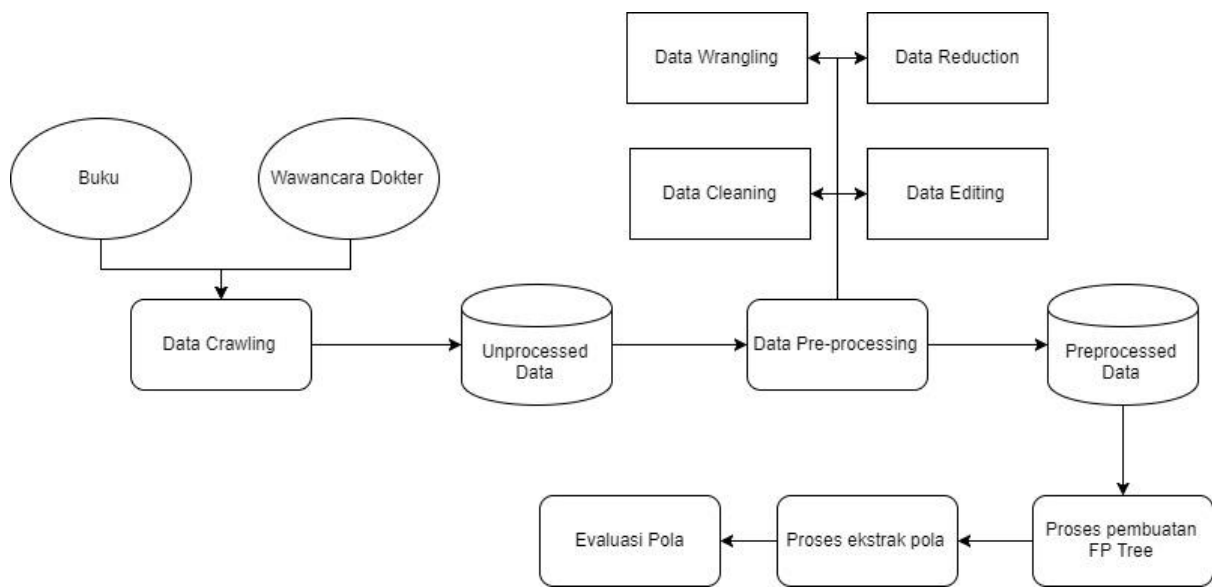 Data Wrangling
Data Reduction
Buku
Wawancara Dokter
Data Cleaning
Data Editing
Data Crawling
Unprocessed
Data
Data Pre-processing
Preprocessed
Data
Proses pembuatan
FP Tree
Proses ekstrak pola
Evaluasi Pola